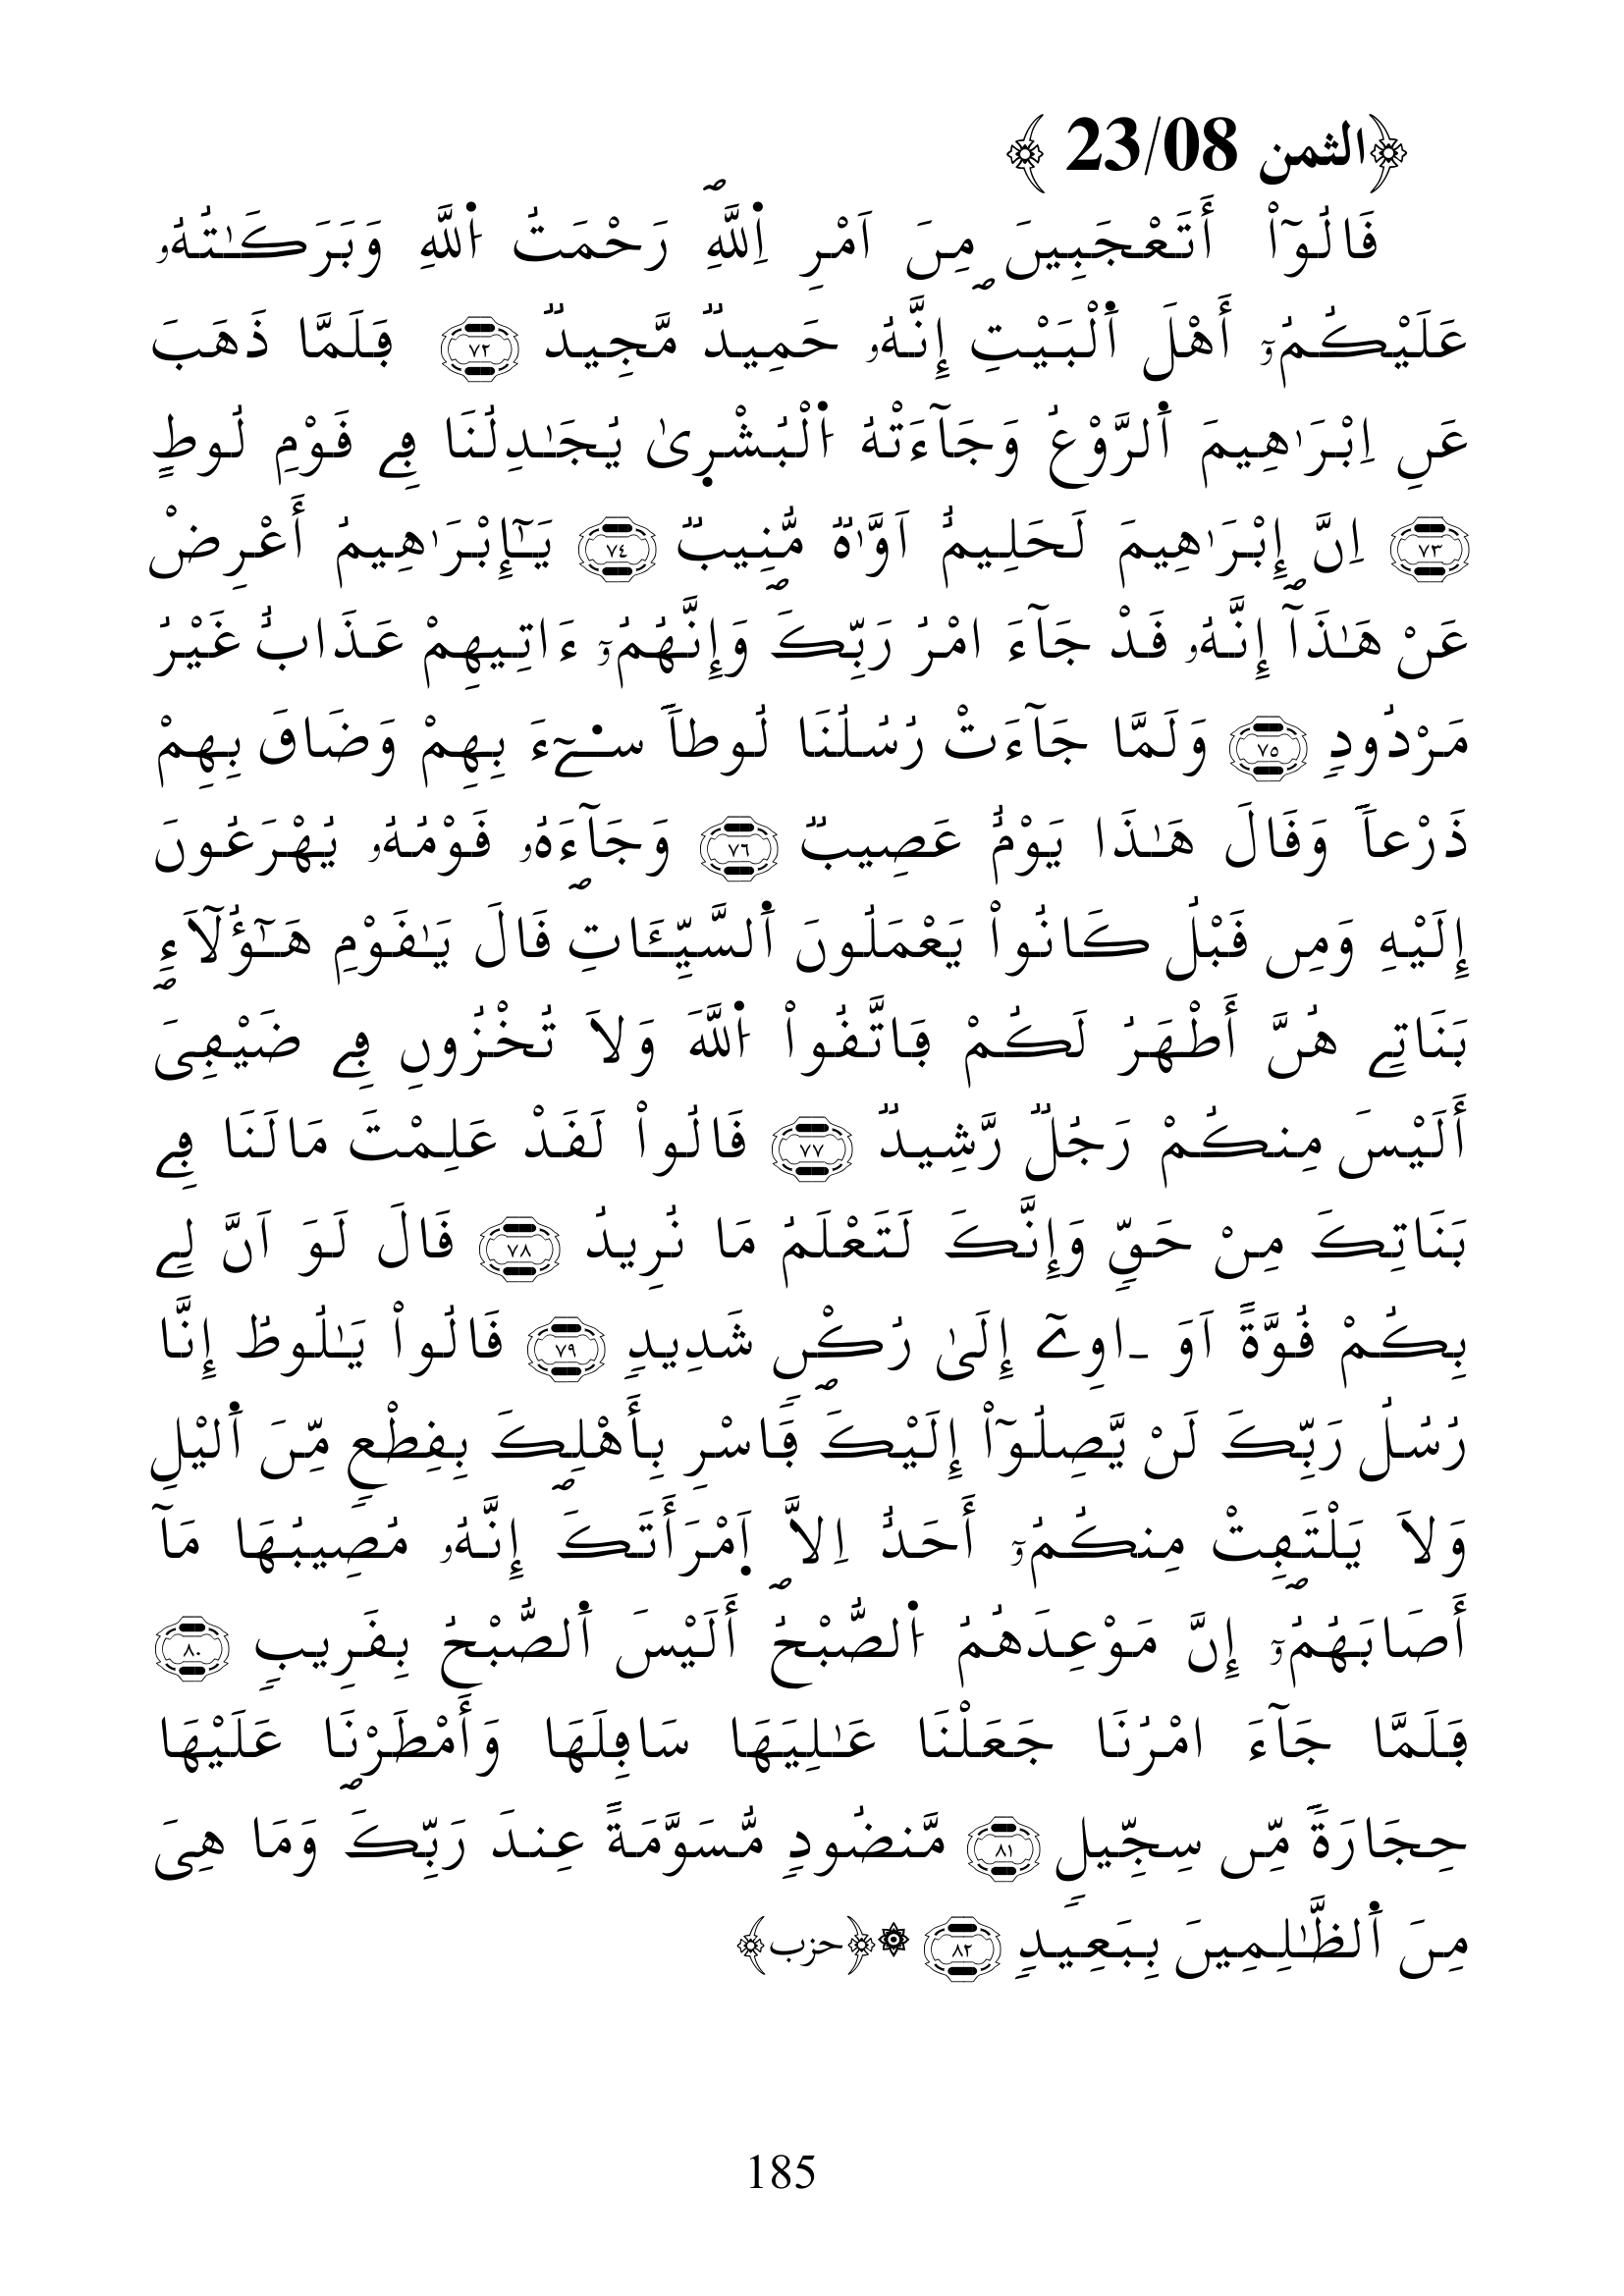 ﴿الثمن 23/08 ﴾
فَالُوٓاْ أَتَعْجَبِينَ مِنَ اَمْرِ اِ۬للَّهِۖ رَحْمَتُ اُ۬للَّهِ وَبَرَكَٰتُهُۥ
عَلَيْكُمُۥٓ أَهْلَ اَ۬لْبَيْتِۖ إِنَّهُۥ حَمِيدٞ مَّجِيدٞ ٧٢ فَلَمَّا ذَهَبَ
عَنِ اِبْرَٰهِيمَ اَ۬لرَّوْعُ وَجَآءَتْهُ اُ۬لْبُشْر۪ىٰ يُجَٰدِلُنَا فِے فَوْمِ لُوطٍ
٧٣ اِنَّ إِبْرَٰهِيمَ لَحَلِيمٌ اَوَّٰهٞ مُّنِيبٞ ٧٤ يَٰٓإِبْرَٰهِيمُ أَعْرِضْ
عَنْ هَٰذَآۖ إِنَّهُۥ فَدْ جَآءَ امْرُ رَبِّكَۖ وَإِنَّهُمُۥٓ ءَاتِيهِمْ عَذَابٌ غَيْرُ
مَرْدُودٖ ٧٥ وَلَمَّا جَآءَتْ رُسُلُنَا لُوطاٗ سِےٓءَ بِهِمْ وَضَاقَ بِهِمْ
ذَرْعاٗ وَفَالَ هَٰذَا يَوْمٌ عَصِيبٞ ٧٦ وَجَآءَهُۥ فَوْمُهُۥ يُهْرَعُونَ
إِلَيْهِۖ وَمِن فَبْلُ كَانُواْ يَعْمَلُونَ اَ۬لسَّيِّـَٔاتِۖ فَالَ يَٰفَوْمِ هَٰٓؤُلَآءِ
بَنَاتِے هُنَّ أَطْهَرُ لَكُمْۖ فَاتَّفُواْ اُ۬للَّهَ وَلَا تُخْزُونِ فِے ضَيْفِيَ
أَلَيْسَ مِنكُمْ رَجُلٞ رَّشِيدٞ ٧٧ فَالُواْ لَفَدْ عَلِمْتَ مَا لَنَا فِے
بَنَاتِكَ مِنْ حَقّٖ وَإِنَّكَ لَتَعْلَمُ مَا نُرِيدُ ٧٨ فَالَ لَوَ اَنَّ لِے
بِكُمْ فُوَّةً اَوَ ـاوِےٓ إِلَىٰ رُكْنٖ شَدِيدٖ ٧٩ فَالُواْ يَٰلُوطُ إِنَّا
رُسُلُ رَبِّكَ لَنْ يَّصِلُوٓاْ إِلَيْكَۖ فَاسْرِ بِأَهْلِكَ بِفِطْعٖ مِّنَ اَ۬ليْلِ
وَلَا يَلْتَفِتْ مِنكُمُۥٓ أَحَدٌ اِلَّا اَ۪مْرَأَتَكَۖ إِنَّهُۥ مُصِيبُهَا مَآ
أَصَابَهُمُۥٓۖ إِنَّ مَوْعِدَهُمُ اُ۬لصُّبْحُۖ أَلَيْسَ اَ۬لصُّبْحُ بِفَرِيبٖ ٨٠
فَلَمَّا جَآءَ امْرُنَا جَعَلْنَا عَٰلِيَهَا سَافِلَهَا وَأَمْطَرْنَا عَلَيْهَا
حِجَارَةٗ مِّن سِجِّيلٖ ٨١ مَّنضُودٖ مُّسَوَّمَةً عِندَ رَبِّكَۖ وَمَا هِيَ
مِنَ اَ۬لظَّٰلِمِينَ بِبَعِيدٖ ٨٢ ۞﴿حزب﴾
185